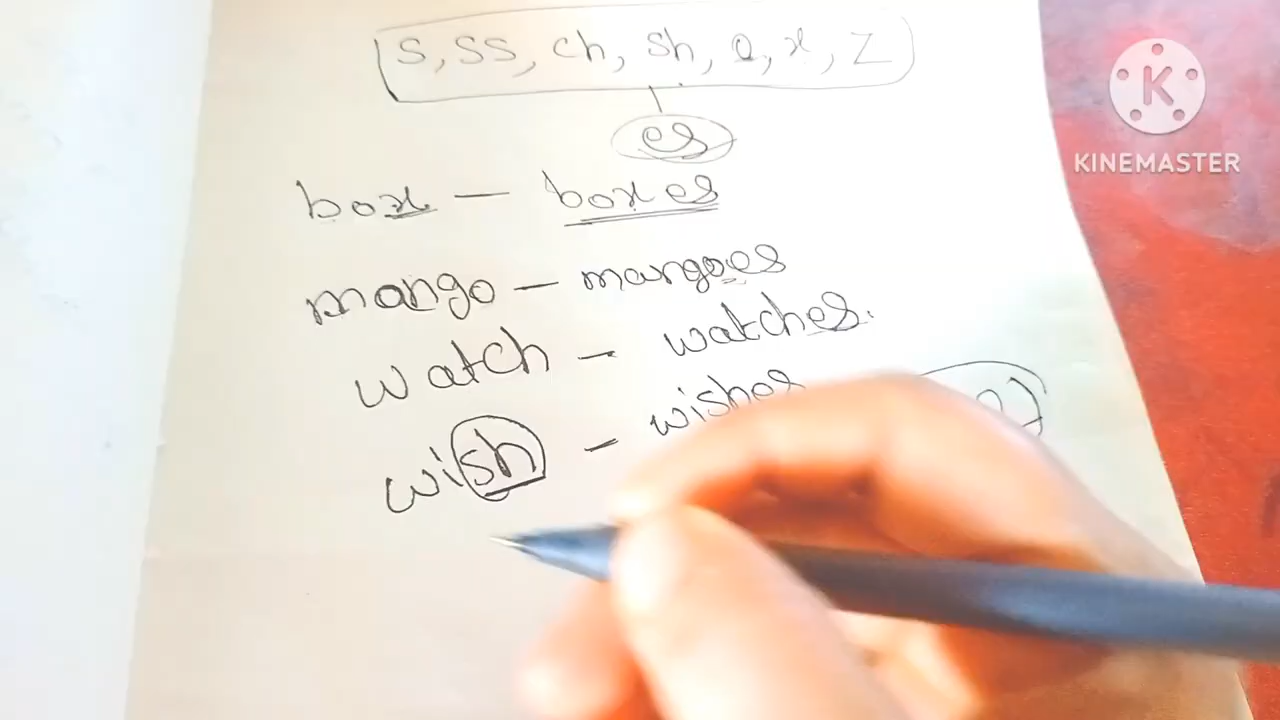 S, SS, Ch, Sh, o, x, Z
es
box — boxes
mango — mangoes
watch — watches.
wish — wishes
KINEMASTER